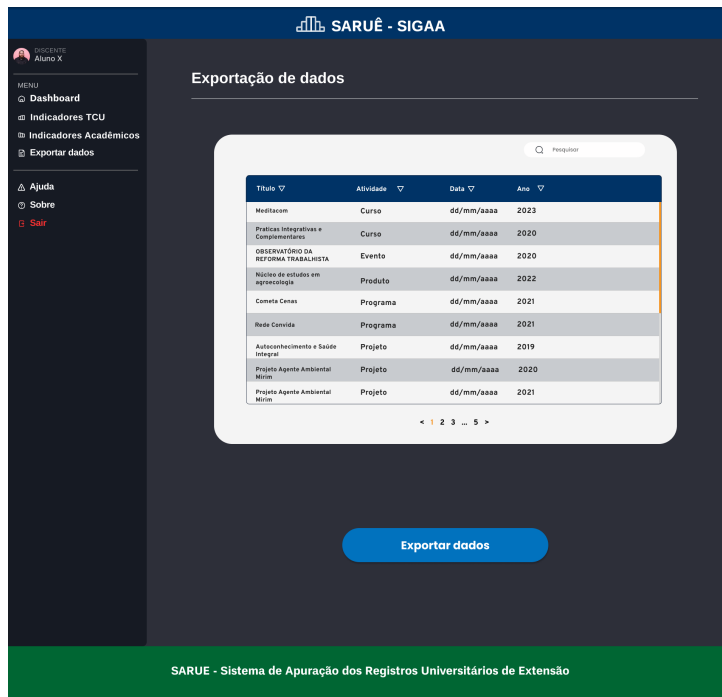 SARUÊ - SIGAA
DISCENTE
Aluno X
MENU
Dashboard
Indicadores TCU
Indicadores Acadêmicos
Exportar dados
Ajuda
Sobre
Sair
Exportação de dados
Pesquisar
Título Atividade Data Ano
Meditacom Curso dd/mm/aaaa 2023
Praticas Integrativas e
Complementares Curso dd/mm/aaaa 2020
OBSERVATÓRIO DA
REFORMA TRABALHISTA Evento dd/mm/aaaa 2020
Núcleo de estudos em
agroecologia Produto dd/mm/aaaa 2022
Cometa Cenas Programa dd/mm/aaaa 2021
Rede Convida Programa dd/mm/aaaa 2021
Autoconhecimento e Saúde
Integral Projeto dd/mm/aaaa 2019
Projeto Agente Ambiental
Mirim Projeto dd/mm/aaaa 2020
Projeto Agente Ambiental
Mirim Projeto dd/mm/aaaa 2021
< 1 2 3 ... 5 >
Exportar dados
SARUE - Sistema de Apuração dos Registros Universitários de Extensão